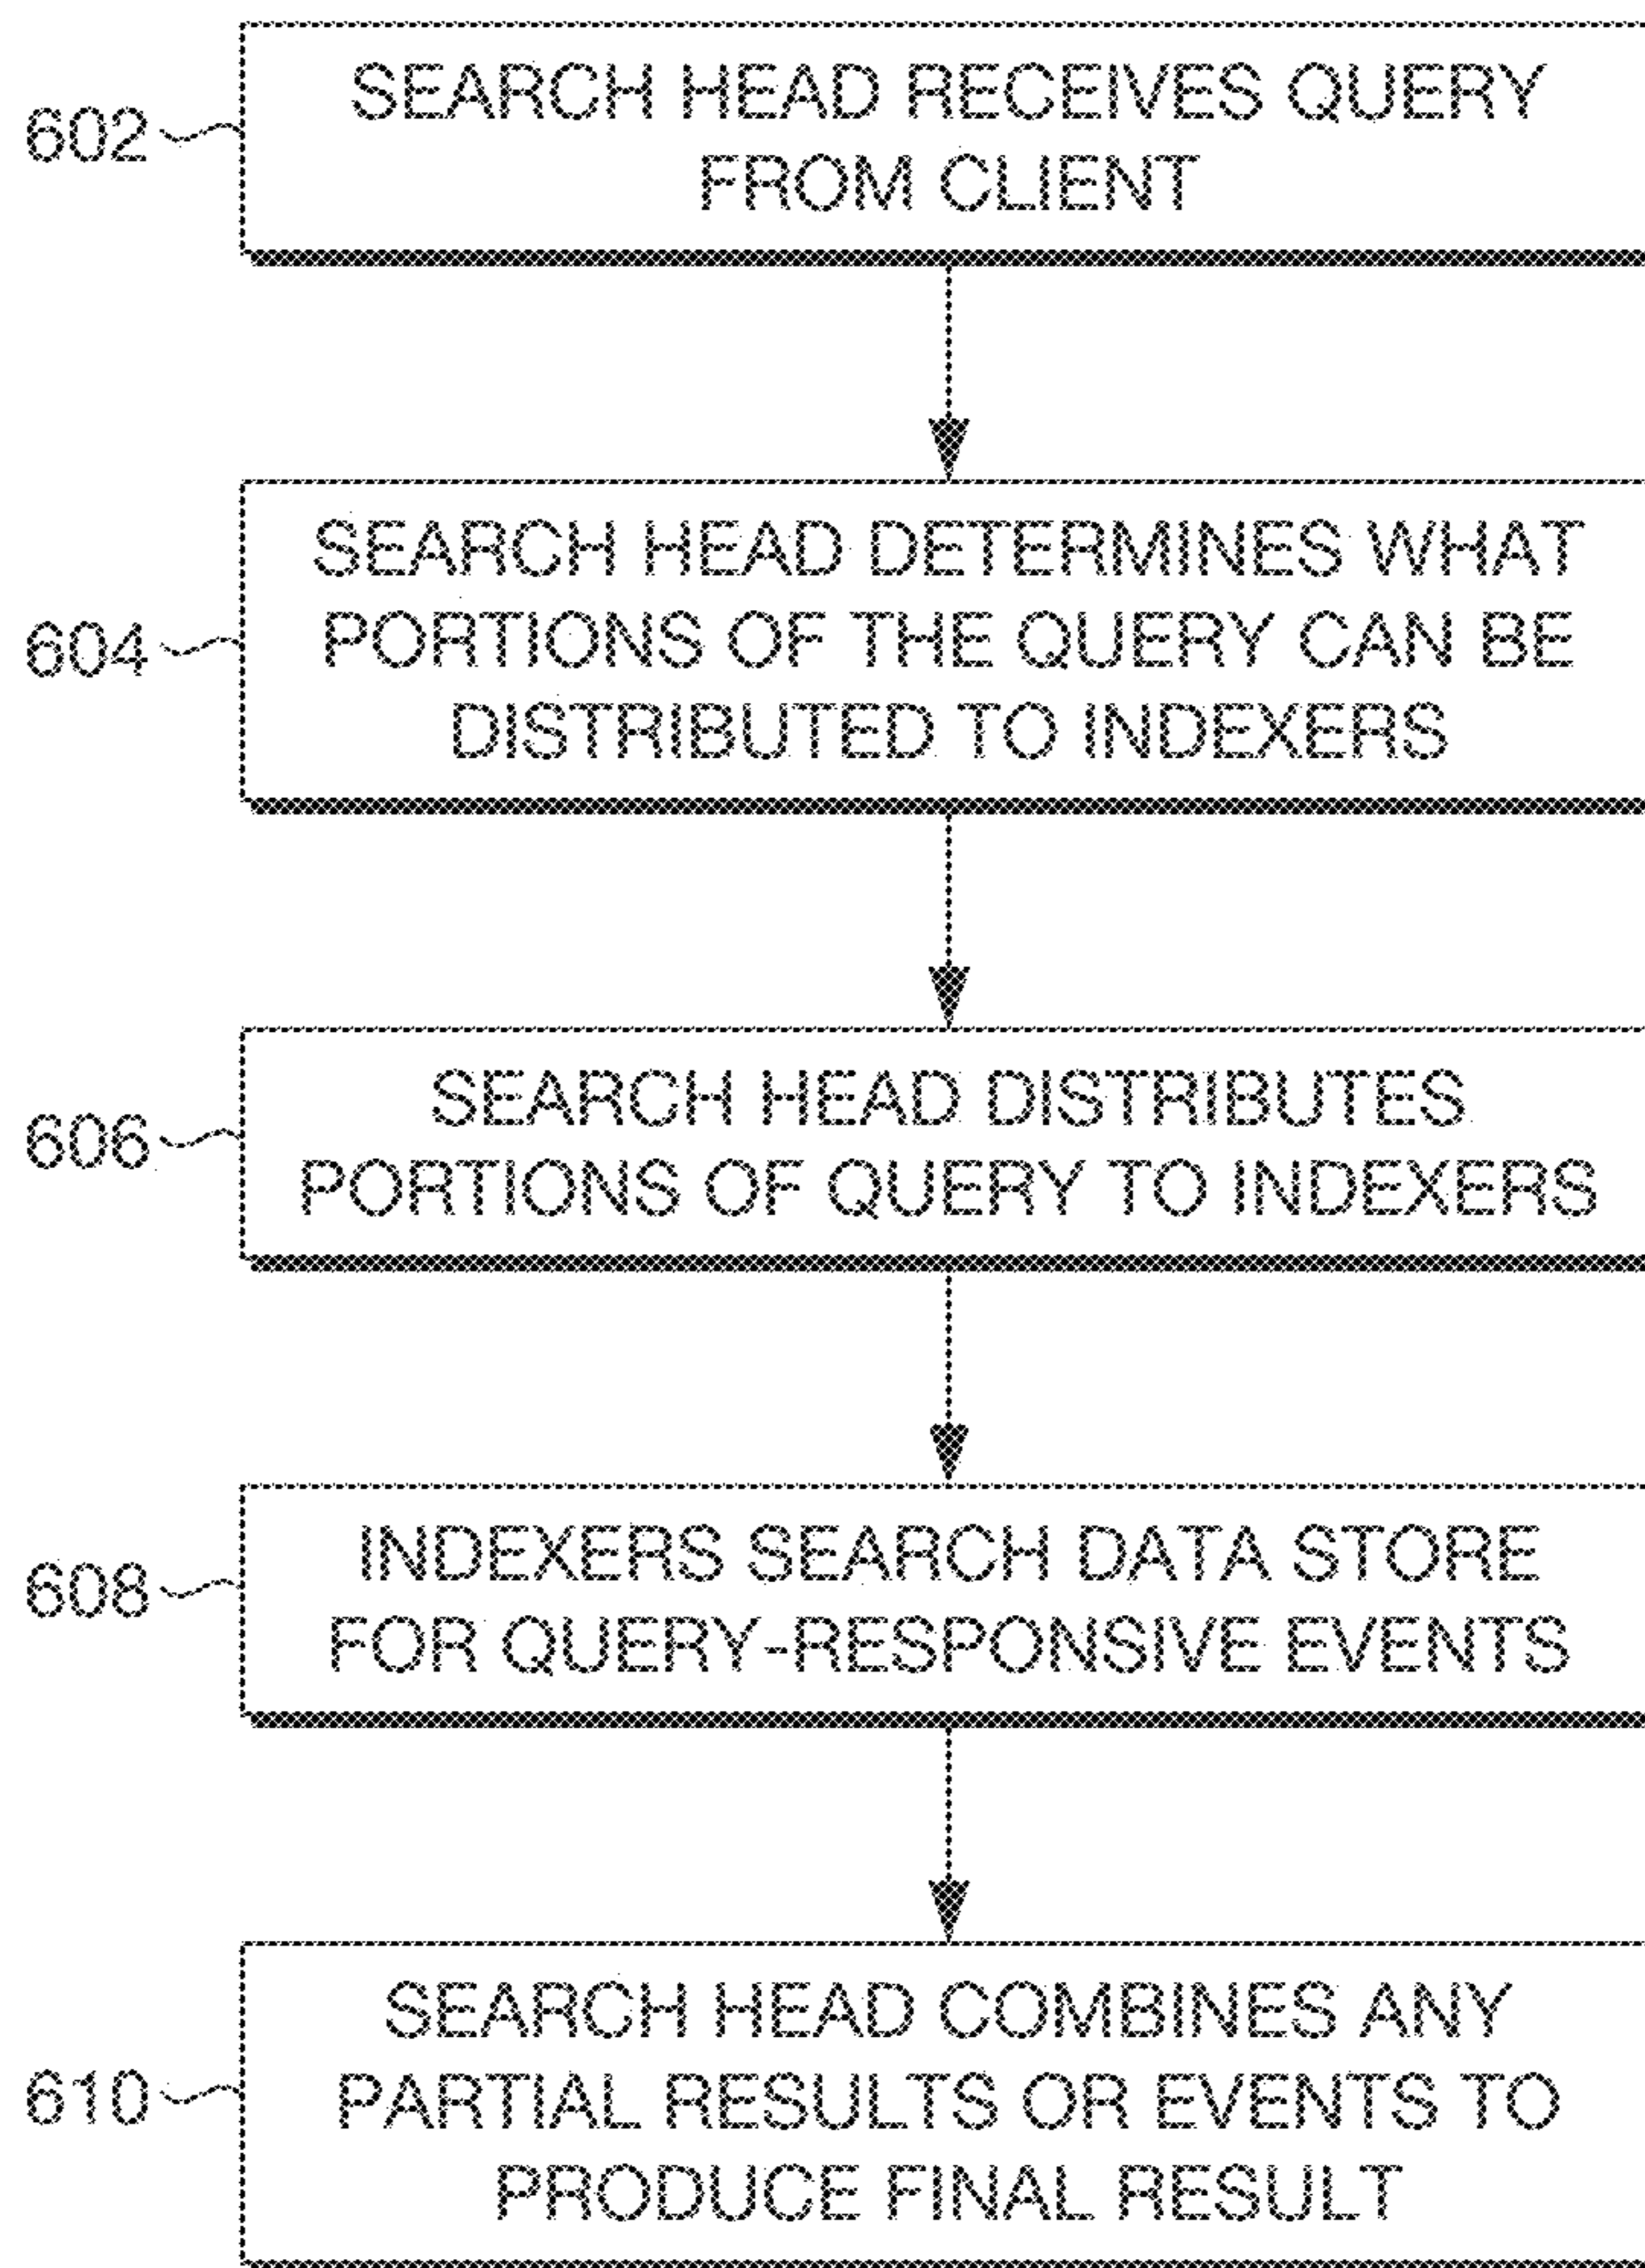 602
SEARCH HEAD RECEIVES QUERY
FROM CLIENT
604
SEARCH HEAD DETERMINES WHAT
PORTIONS OF THE QUERY CAN BE
DISTRIBUTED TO INDEXERS
606
SEARCH HEAD DISTRIBUTES
PORTIONS OF QUERY TO INDEXERS
608
INDEXERS SEARCH DATA STORE
FOR QUERY-RESPONSIVE EVENTS
610
SEARCH HEAD COMBINES ANY
PARTIAL RESULTS OR EVENTS TO
PRODUCE FINAL RESULT